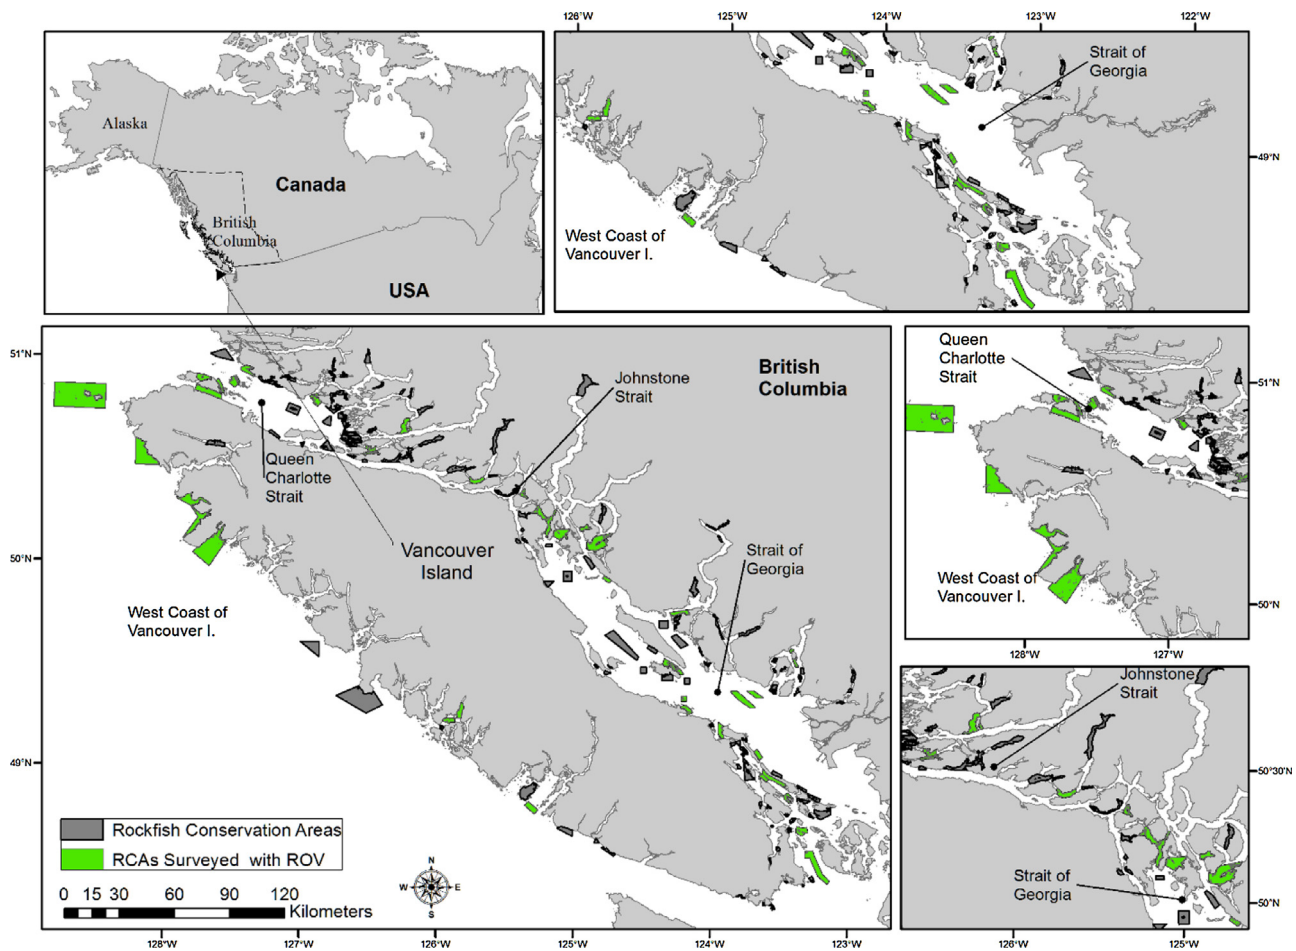 Alaska
Canada
British
Columbia
USA
126°W
125°W
124°W
123°W
122°W
Strait of
Georgia
49°N
West Coast of
Vancouver I.
51°N
50°N
49°N
British
Columbia
Johnstone
Strait
Queen
Charlotte
Strait
Vancouver
Island
Strait of
Georgia
West Coast of
Vancouver I.
Rockfish Conservation Areas
RCAs Surveyed with ROV
0 15 30 60 90 120
Kilometers
N
W E
S
128°W
127°W
126°W
125°W
124°W
123°W
Queen
Charlotte
Strait
51°N
West Coast of
Vancouver I.
50°N
128°W
127°W
Johnstone
Strait
50°30'N
Strait of
Georgia
50°N
126°W
125°W